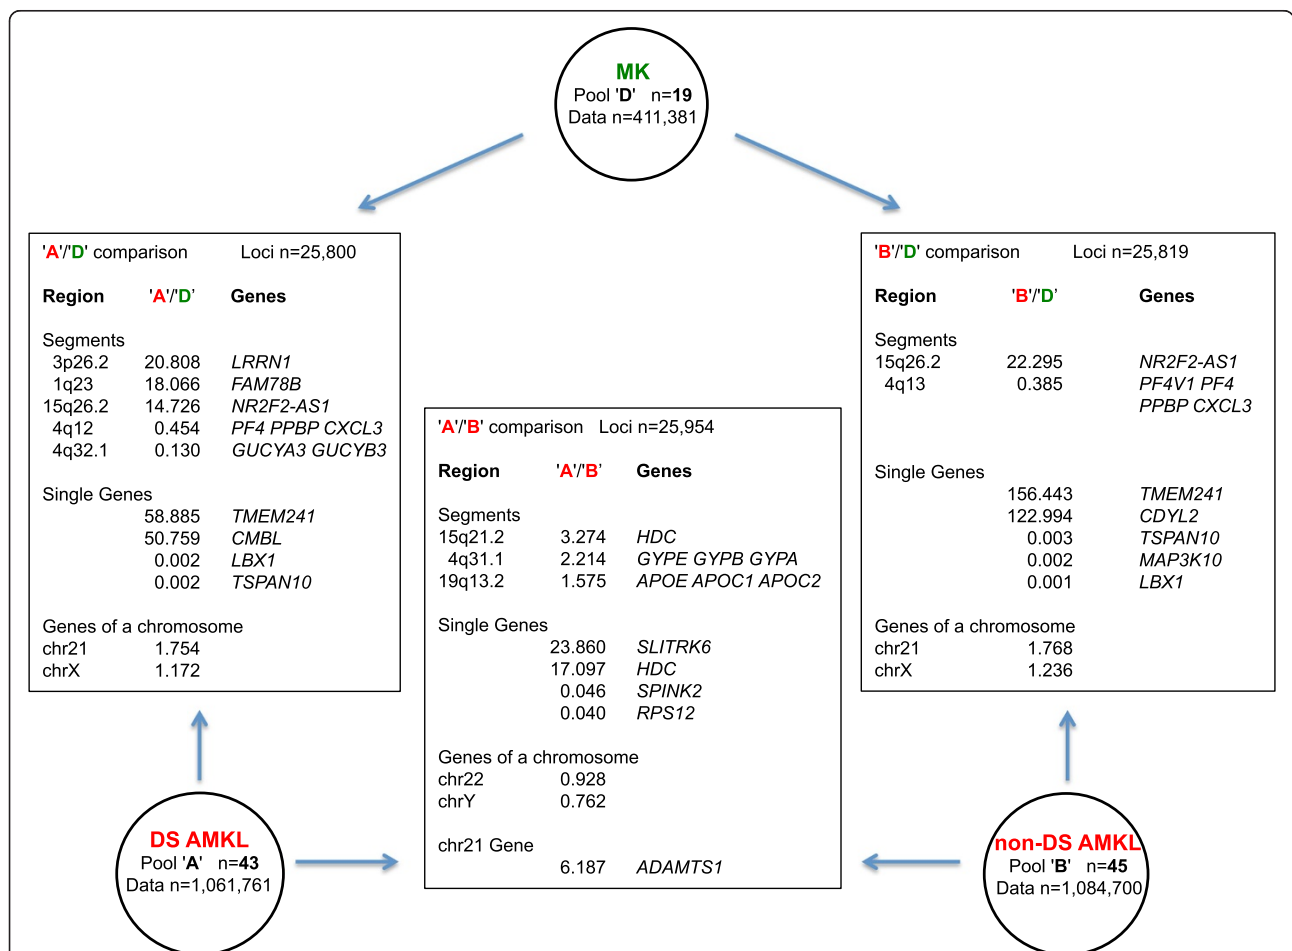 MK
Pool 'D' n=19
Data n=411,381
'A'/'D' comparison Loci n=25,800
Region 'A'/'D' Genes
Segments
3p26.2 20.808 LRRN1
1q23 18.066 FAM78B
15q26.2 14.726 NR2F2-AS1
4q12 0.454 PF4 PPBP CXCL3
4q32.1 0.130 GUCYA3 GUCYB3
Single Genes
58.885 TMEM241
50.759 CMBL
0.002 LBX1
0.002 TSPAN10
Genes of a chromosome
chr21 1.754
chrX 1.172
'B'/'D' comparison Loci n=25,819
Region 'B'/'D' Genes
Segments
15q26.2 22.295 NR2F2-AS1
4q13 0.385 PF4V1 PF4
PPBP CXCL3
Single Genes
156.443 TMEM241
122.994 CDYL2
0.003 TSPAN10
0.002 MAP3K10
0.001 LBX1
Genes of a chromosome
chr21 1.768
chrX 1.236
'A'/'B' comparison Loci n=25,954
Region 'A'/'B' Genes
Segments
15q21.2 3.274 HDC
4q31.1 2.214 GYPE GYPB GYPA
19q13.2 1.575 APOE APOC1 APOC2
Single Genes
23.860 SLITRK6
17.097 HDC
0.046 SPINK2
0.040 RPS12
Genes of a chromosome
chr22 0.928
chrY 0.762
chr21 Gene
6.187 ADAMTS1
DS AMKL
Pool 'A' n=43
Data n=1,061,761
non-DS AMKL
Pool 'B' n=45
Data n=1,084,700